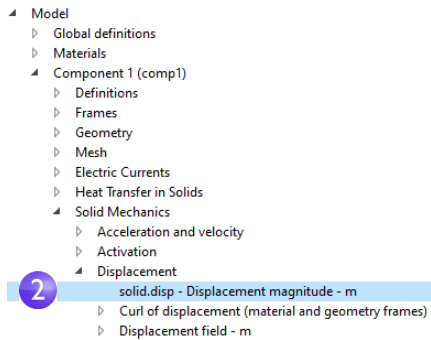 Model
Global definitions
Materials
Component 1 (comp1)
Definitions
Frames
Geometry
Mesh
Electric Currents
Heat Transfer in Solids
Solid Mechanics
Acceleration and velocity
Activation
Displacement
2 solid.disp - Displacement magnitude - m
Curl of displacement (material and geometry frames)
Displacement field - m